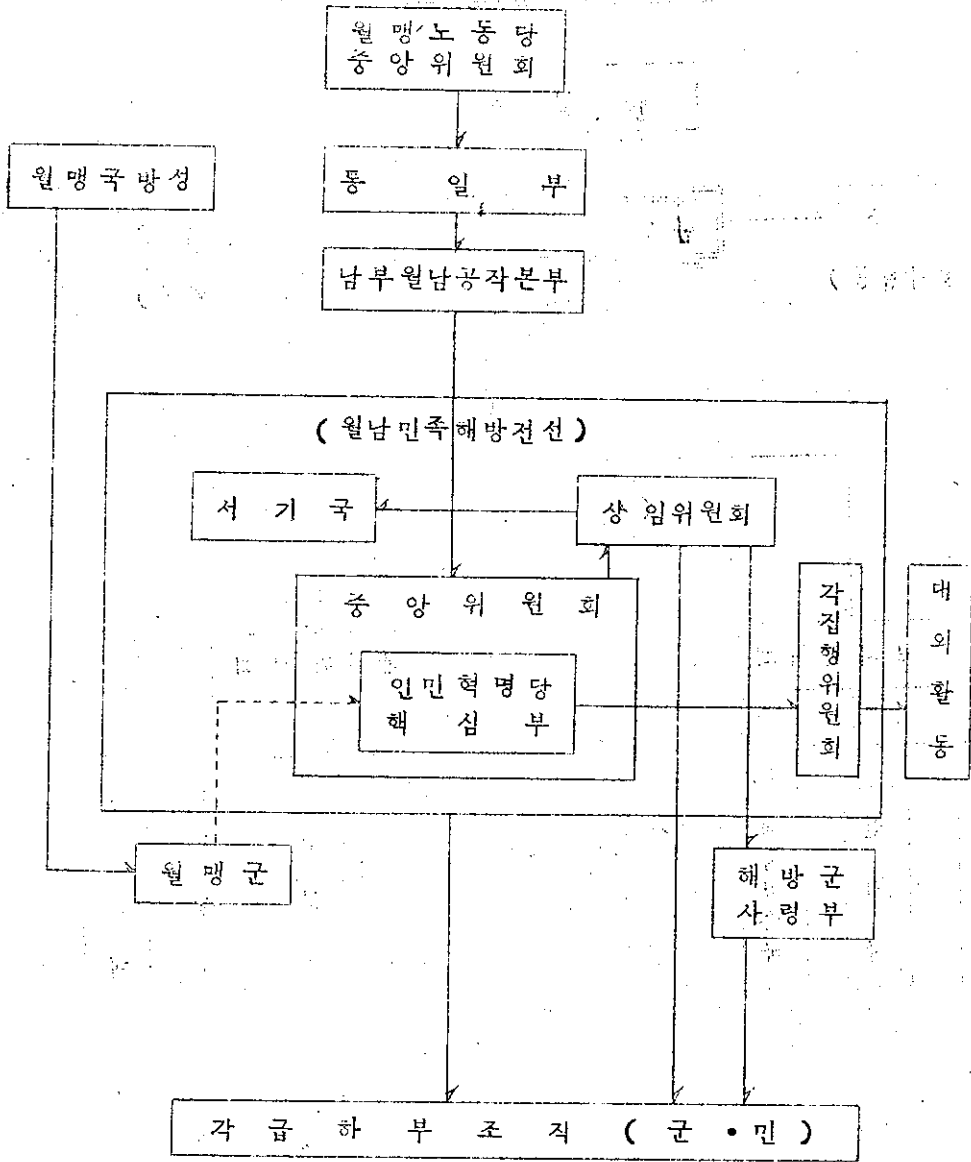 월맹노동당
중앙위원회
월맹국방성
통일부
남부월남공작본부
(월남민족해방전선)
서기국
상임위원회
중앙위원회
각집행위원회
대외활동
인민혁명당
핵심부
월맹군
해방군
사령부
각급하부조직(군·민)